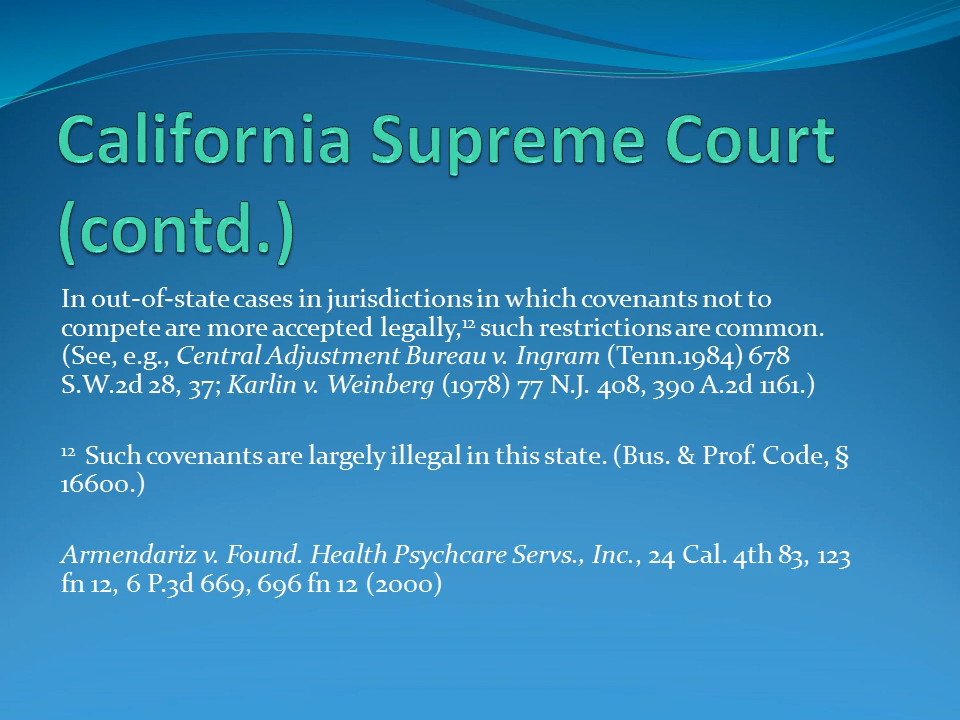 California Supreme Court
(contd.)
In out-of-state cases in jurisdictions in which covenants not to
compete are more accepted legally,¹² such restrictions are common.
(See, e.g., Central Adjustment Bureau v. Ingram (Tenn.1984) 678
S.W.2d 28, 37; Karlin v. Weinberg (1978) 77 N.J. 408, 390 A.2d 1161.)
¹² Such covenants are largely illegal in this state. (Bus. & Prof. Code, §
16600.)
Armendariz v. Found. Health Psychcare Servs., Inc., 24 Cal. 4th 83, 123
fn 12, 6 P.3d 669, 696 fn 12 (2000)